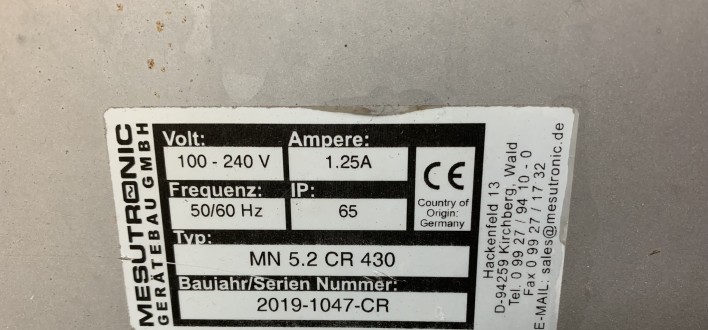 MESUTRONIC
GERÄTEBAU GMBH
Volt: Ampere:
100 - 240 V 1.25A
Frequenz: IP:
50/60 Hz 65
CE
Country of
Origin:
Germany
Typ:
MN 5.2 CR 430
Baujahr/Serien Nummer:
2019-1047-CR
Hackenfeld 13
D-94259 Kirchberg, Wald
Tel. 0 99 27 / 94 10 - 0
Fax 0 99 27 / 17 32
E-MAIL: sales@mesutronic.de